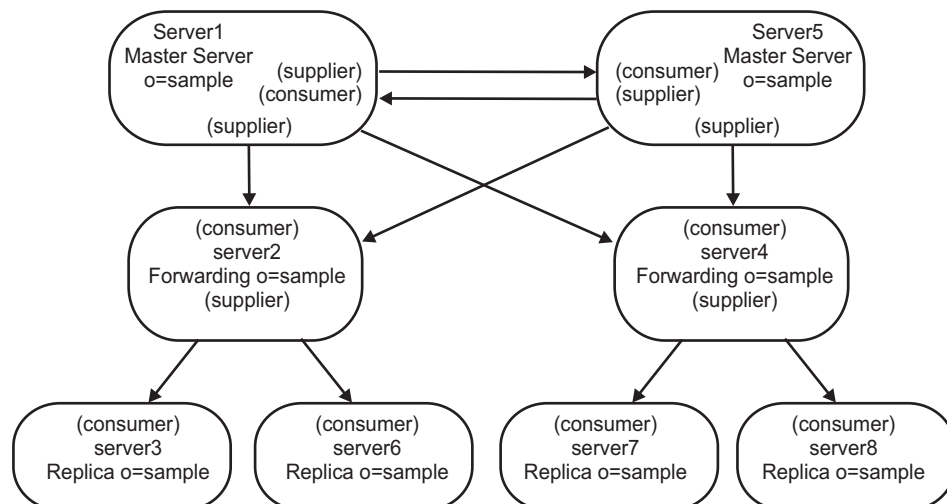 Server1
Master Server
o=sample
(supplier)
(consumer)
(supplier)
Server5
Master Server
o=sample
(consumer)
(supplier)
(supplier)
(consumer)
server2
Forwarding o=sample
(supplier)
(consumer)
server4
Forwarding o=sample
(supplier)
(consumer)
server3
Replica o=sample
(consumer)
server6
Replica o=sample
(consumer)
server7
Replica o=sample
(consumer)
server8
Replica o=sample